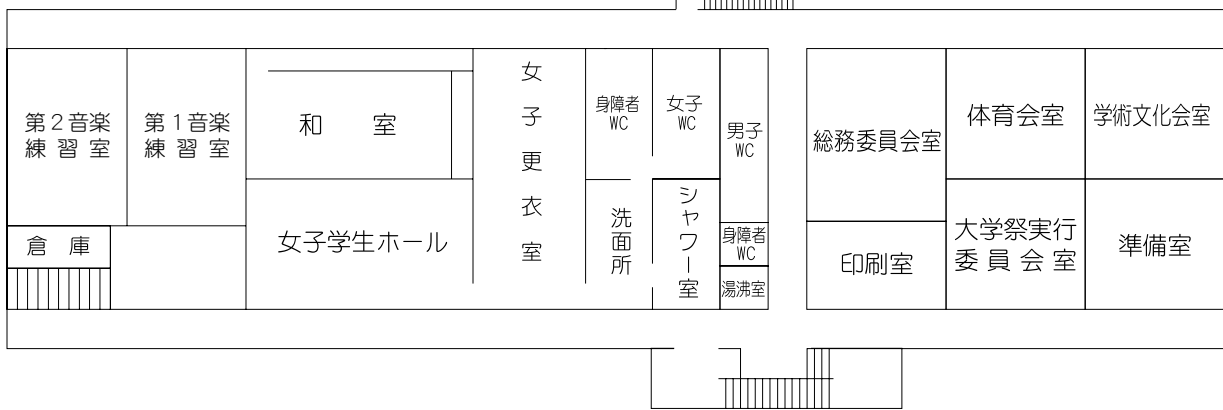 第2音楽
練習室
第1音楽
練習室
和室
女子更衣室
身障者
WC
女子
WC
男子
WC
総務委員会室
体育会室
学術文化会室
倉庫
女子学生ホール
洗面所
シャワー室
身障者
WC
湯沸室
印刷室
大学祭実行
委員会室
準備室